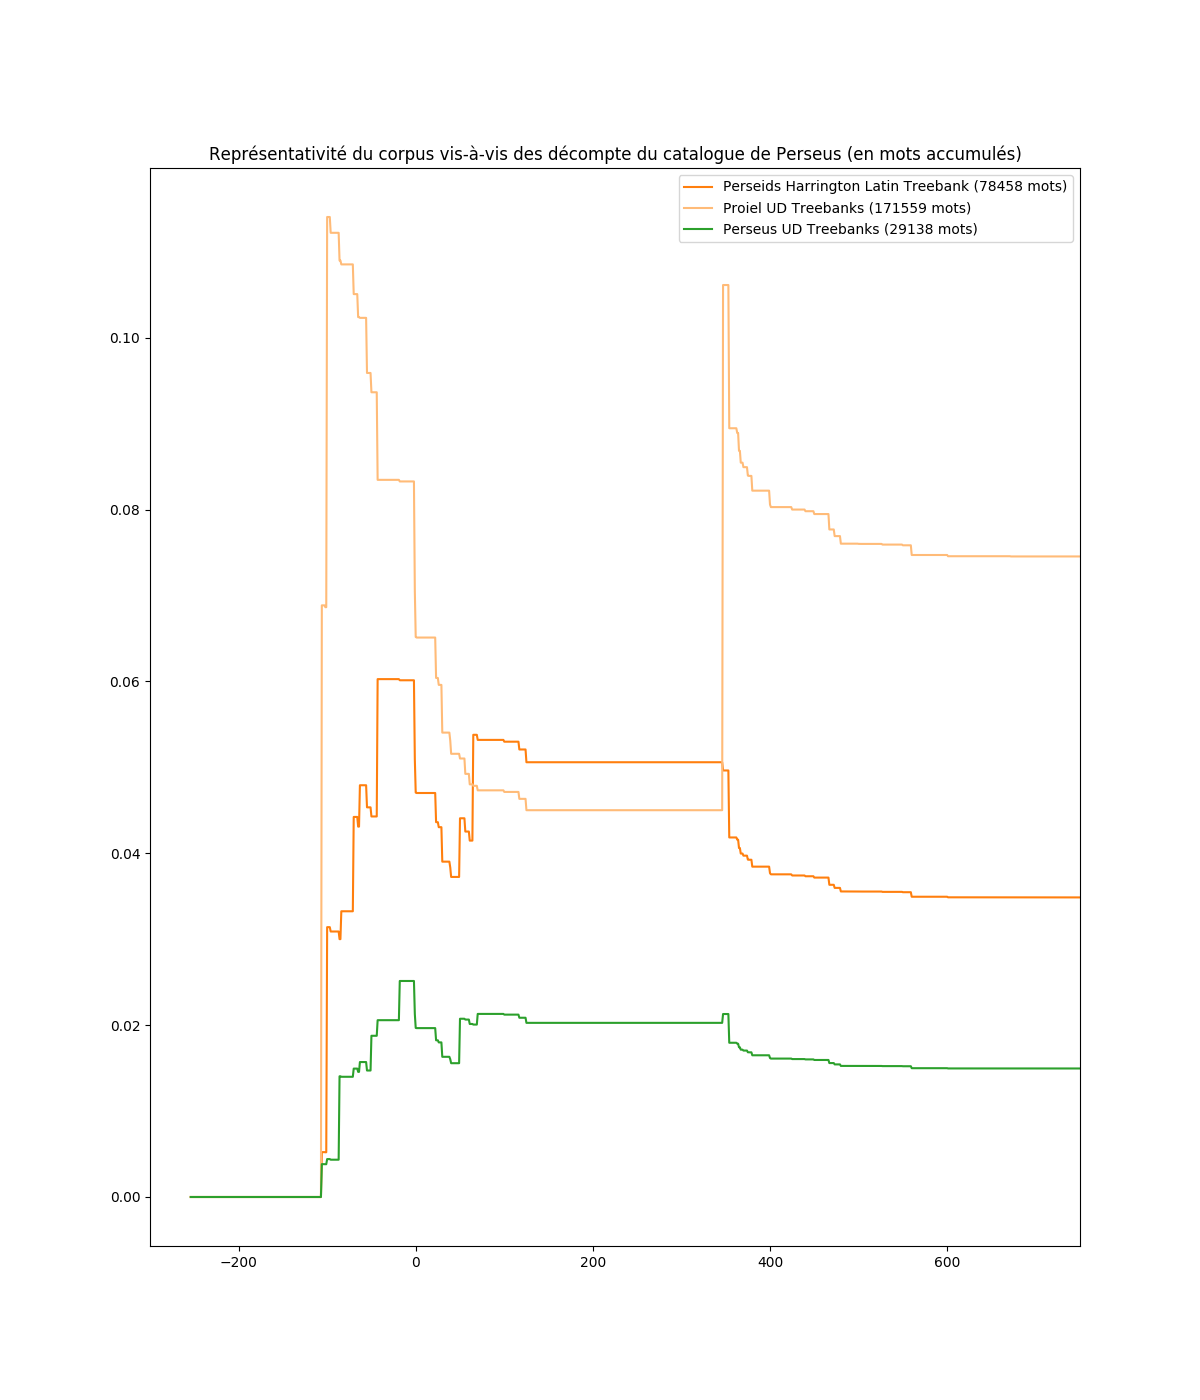 Représentativité du corpus vis-à-vis des décompte du catalogue de Perseus (en mots accumulés)
Perseids Harrington Latin Treebank (78458 mots)
Proiel UD Treebanks (171559 mots)
Perseus UD Treebanks (29138 mots)
0.10
0.08
0.06
0.04
0.02
0.00
−200 0 200 400 600